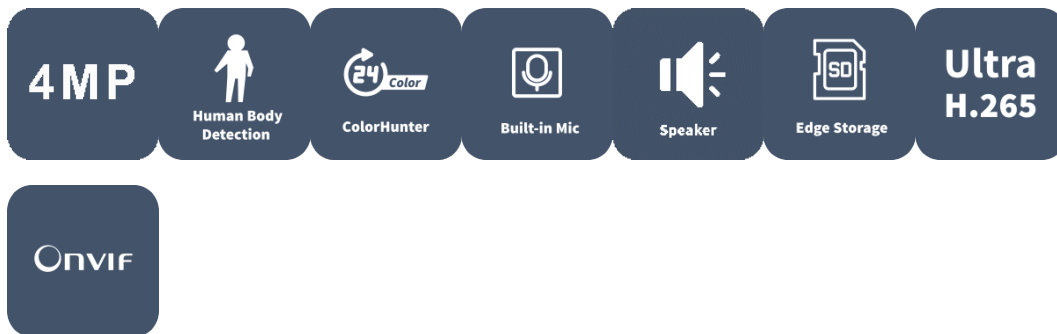 4MP
Human Body
Detection
24 Color
ColorHunter
Built-in Mic
Speaker
SD
Edge Storage
Ultra
H.265
ONVIF